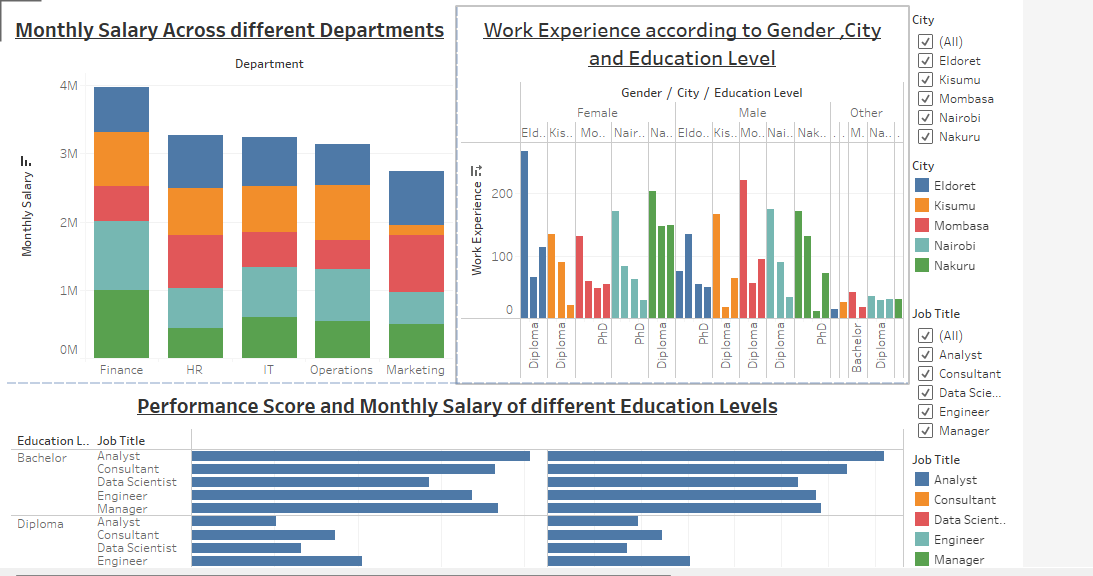 Monthly Salary Across different Departments
Department
Monthly Salary
4M
3M
2M
1M
0M
Finance HR IT Operations Marketing
Work Experience according to Gender ,City
and Education Level
Gender / City / Education Level
Female Male Other
Eld.. Kis.. Mo.. Nair.. Na.. Eldo.. Kis.. Mo.. Nai.. Nak.. . . M. Na.. .
Work Experience
200
100
0
Diploma Diploma PhD PhD Diploma PhD Diploma Diploma Diploma PhD Bachelor Diploma
City
(All)
Eldoret
Kisumu
Mombasa
Nairobi
Nakuru
City
Eldoret
Kisumu
Mombasa
Nairobi
Nakuru
Job Title
(All)
Analyst
Consultant
Data Scie...
Engineer
Manager
Job Title
Analyst
Consultant
Data Scient..
Engineer
Manager
Performance Score and Monthly Salary of different Education Levels
Education L.. Job Title
Bachelor Analyst
Consultant
Data Scientist
Engineer
Manager
Diploma Analyst
Consultant
Data Scientist
Engineer